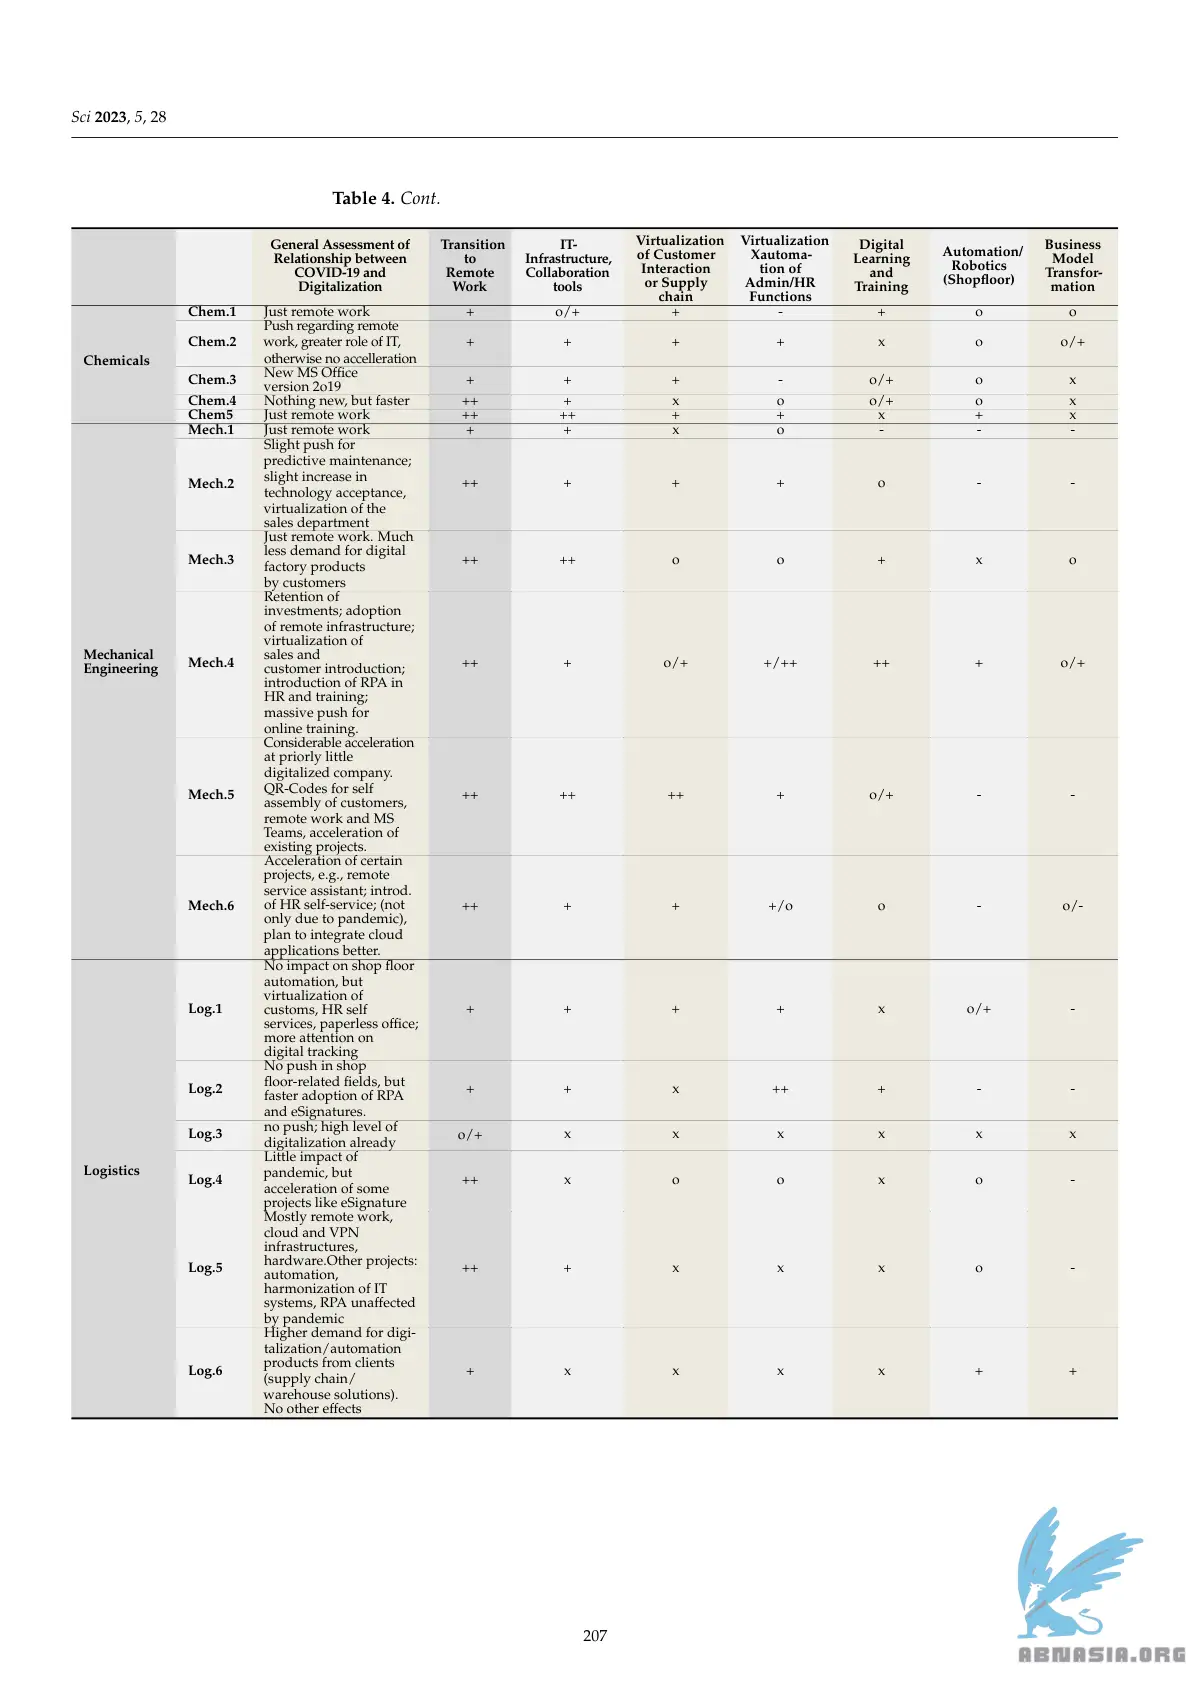 Sci 2023, 5, 28
Table 4. Cont.
General Assessment of
Relationship between
COVID-19 and
Digitalization
Transition
to
Remote
Work
IT-
Infrastructure,
Collaboration
tools
Virtualization
of Customer
Interaction
or Supply
chain
Virtualization
Xautoma-
tion of
Admin/HR
Functions
Digital
Learning
and
Training
Automation/
Robotics
(Shopfloor)
Business
Model
Transfor-
mation
Chemicals
Chem.1 Just remote work + o/+ + - + o o
Chem.2
Push regarding remote
work, greater role of IT,
otherwise no accelleration
+ + + + x o o/+
Chem.3
New MS Office
version 2o19
+ + + - o/+ o x
Chem.4 Nothing new, but faster ++ + x o o/+ o x
Chem5 Just remote work ++ ++ + + x + x
Mechanical
Engineering
Mech.1 Just remote work + + x o - - -
Mech.2
Slight push for
predictive maintenance;
slight increase in
technology acceptance,
virtualization of the
sales department
++ + + + o - -
Mech.3
Just remote work. Much
less demand for digital
factory products
by customers
++ ++ o o + x o
Mech.4
Retention of
investments; adoption
of remote infrastructure;
virtualization of
sales and
customer introduction;
introduction of RPA in
HR and training;
massive push for
online training.
++ + o/+ +/++ ++ + o/+
Mech.5
Considerable acceleration
at priorly little
digitalized company.
QR-Codes for self
assembly of customers,
remote work and MS
Teams, acceleration of
existing projects.
++ ++ ++ + o/+ - -
Mech.6
Acceleration of certain
projects, e.g., remote
service assistant; introd.
of HR self-service; (not
only due to pandemic),
plan to integrate cloud
applications better.
++ + + +/o o - o/-
Logistics
Log.1
No impact on shop floor
automation, but
virtualization of
customs, HR self
services, paperless office;
more attention on
digital tracking
+ + + + x o/+ -
Log.2
No push in shop
floor-related fields, but
faster adoption of RPA
and eSignatures.
+ + x ++ + - -
Log.3
no push; high level of
digitalization already
o/+ x x x x x x
Log.4
Little impact of
pandemic, but
acceleration of some
projects like eSignature
++ x o o x o -
Log.5
Mostly remote work,
cloud and VPN
infrastructures,
hardware.Other projects:
automation,
harmonization of IT
systems, RPA unaffected
by pandemic
++ + x x x o -
Log.6
Higher demand for digi-
talization/automation
products from clients
(supply chain/
warehouse solutions).
No other effects
+ x x x x + +
207
ABNASIA.ORG